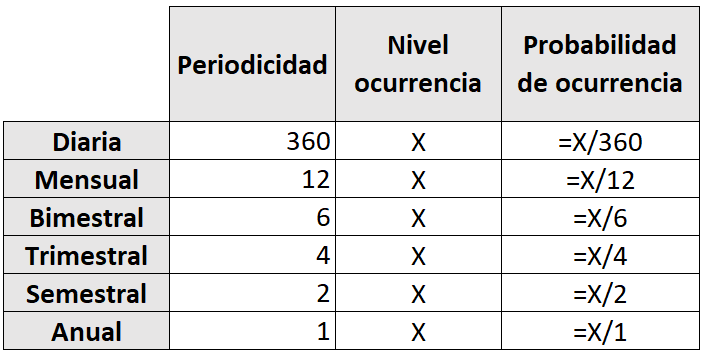 Periodicidad Nivel ocurrencia Probabilidad de ocurrencia
Diaria 360 X =X/360
Mensual 12 X =X/12
Bimestral 6 X =X/6
Trimestral 4 X =X/4
Semestral 2 X =X/2
Anual 1 X =X/1